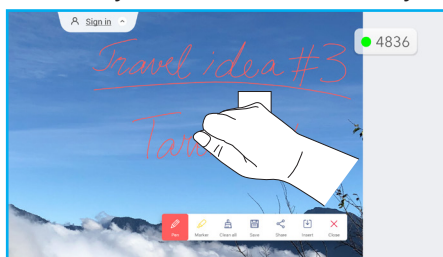 Sign in
4836
Travel idea #3
Pen Marker Clean all Save Share Insert Close